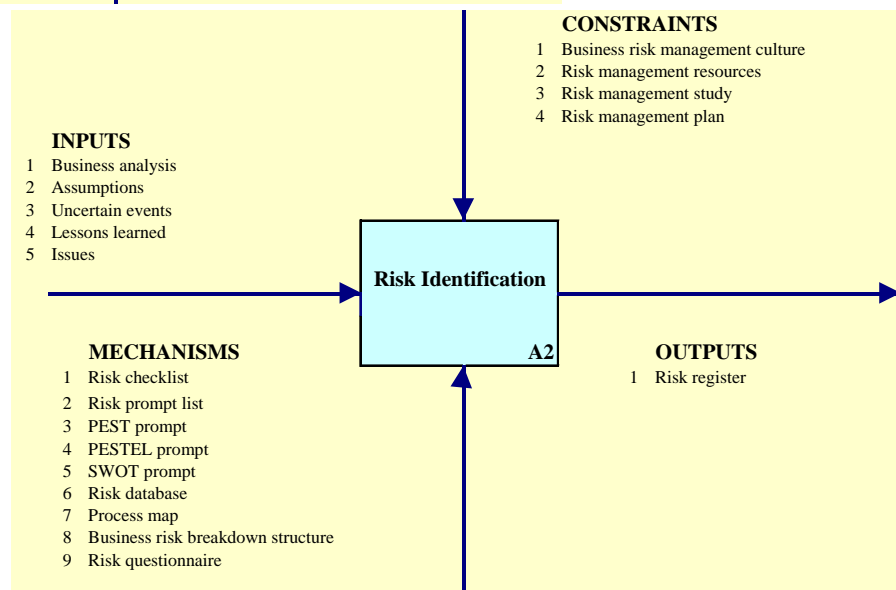 CONSTRAINTS
1 Business risk management culture
2 Risk management resources
3 Risk management study
4 Risk management plan
INPUTS
1 Business analysis
2 Assumptions
3 Uncertain events
4 Lessons learned
5 Issues
Risk Identification
A2
MECHANISMS
1 Risk checklist
2 Risk prompt list
3 PEST prompt
4 PESTEL prompt
5 SWOT prompt
6 Risk database
7 Process map
8 Business risk breakdown structure
9 Risk questionnaire
OUTPUTS
1 Risk register